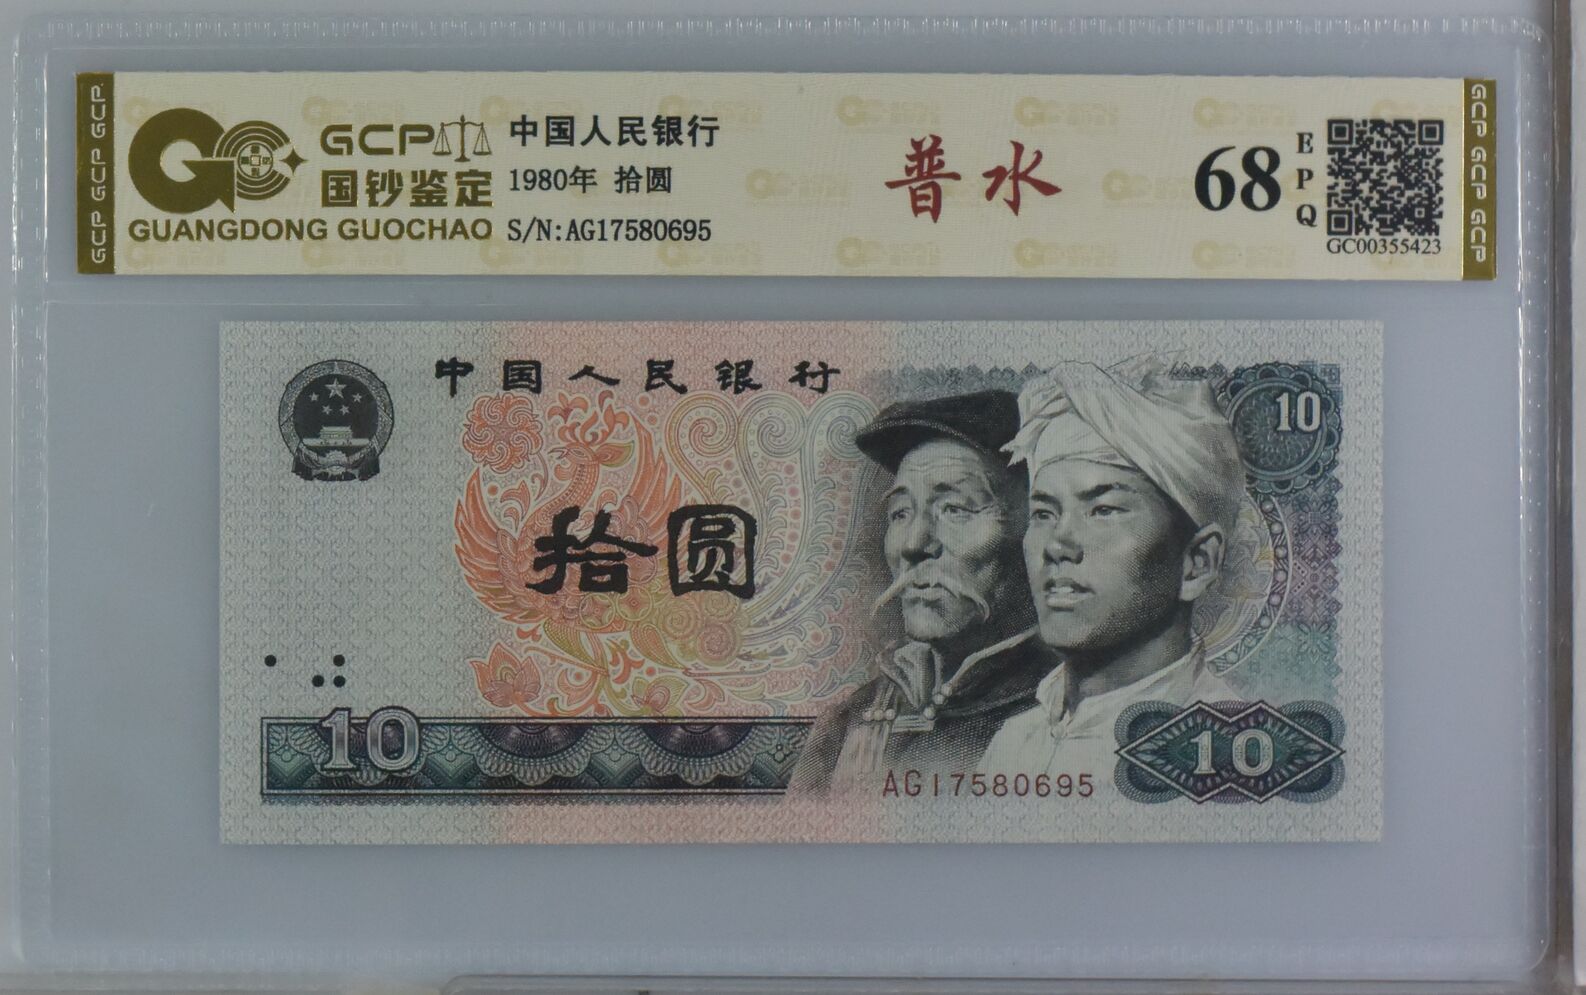 GCP GCP GCP
GCP
国钞鉴定
GUANGDONG GUOCHAO
中国人民银行
1980年 拾圆
S/N:AG17580695
普水
68
EPQ
GC00355423
GCP GCP GCP
中国人民银行
10
拾圆
10
AG17580695
10